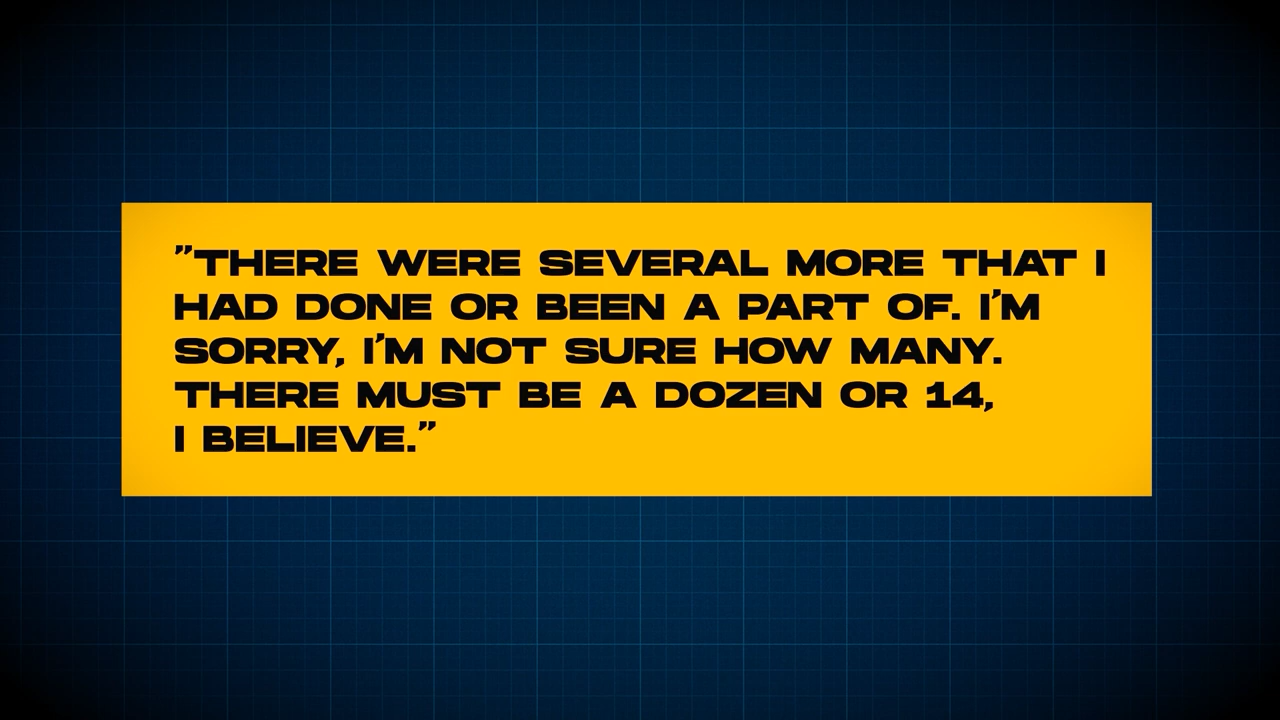 "THERE WERE SEVERAL MORE THAT I
HAD DONE OR BEEN A PART OF. I'M
SORRY, I'M NOT SURE HOW MANY.
THERE MUST BE A DOZEN OR 14,
I BELIEVE."